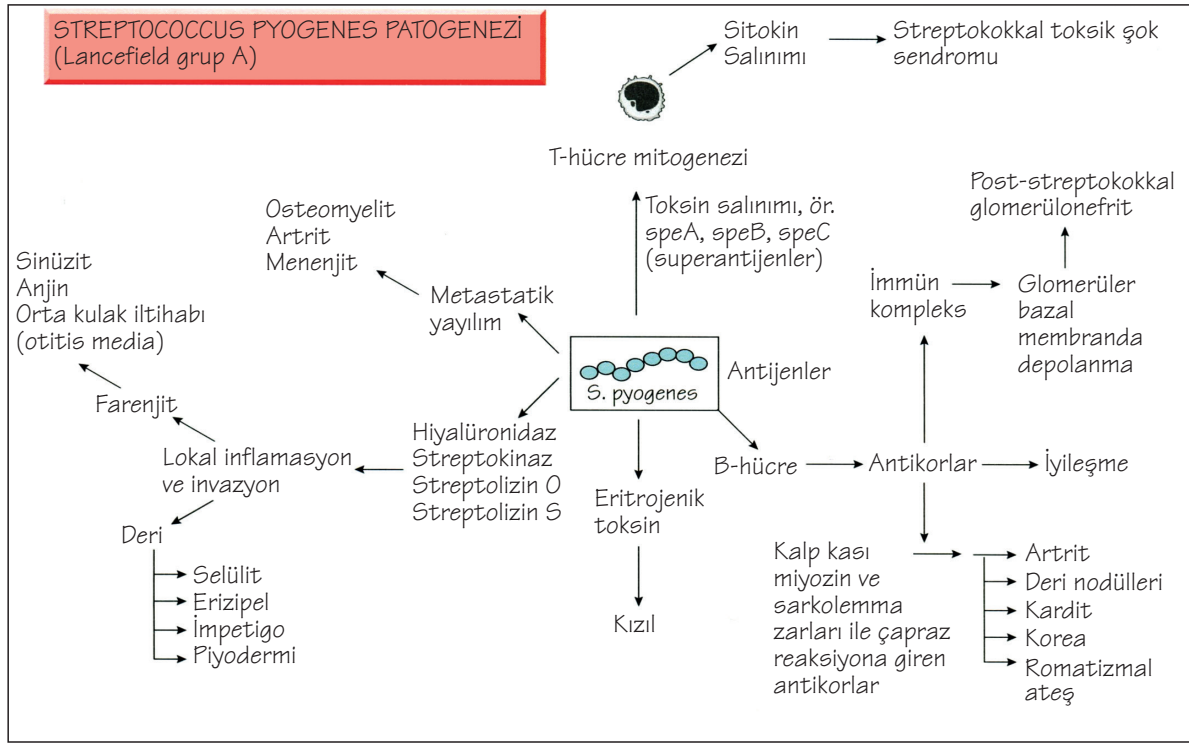 STREPTOCOCCUS PYOGENES PATOGENEZİ
(Lancefield grup A)
Sitokin
Salınımı
Streptokokkal toksik şok
sendromu
T-hücre mitogenezi
Toksin salınımı, ör.
speA, speB, speC
(superantijenler)
Post-streptokokkal
glomerülonefrit
Osteomyelit
Artrit
Menenjit
Sinüzit
Anjin
Orta kulak iltihabı
(otitis media)
Metastatik
yayılım
İmmün
kompleks
Glomerüler
bazal
membranda
depolanma
Antijenler
S. pyogenes
Farenjit
Hiyalüronidaz
Streptokinaz
Streptolizin O
Streptolizin S
Lokal inflamasyon
ve invazyon
B-hücre
Antikorlar
İyileşme
Eritrojenik
toksin
Deri
Selülit
Erizipel
İmpetigo
Piyodermi
Kızıl
Kalp kası
miyozin ve
sarkolemma
zarları ile çapraz
reaksiyona giren
antikorlar
Artrit
Deri nodülleri
Kardit
Korea
Romatizmal
ateş